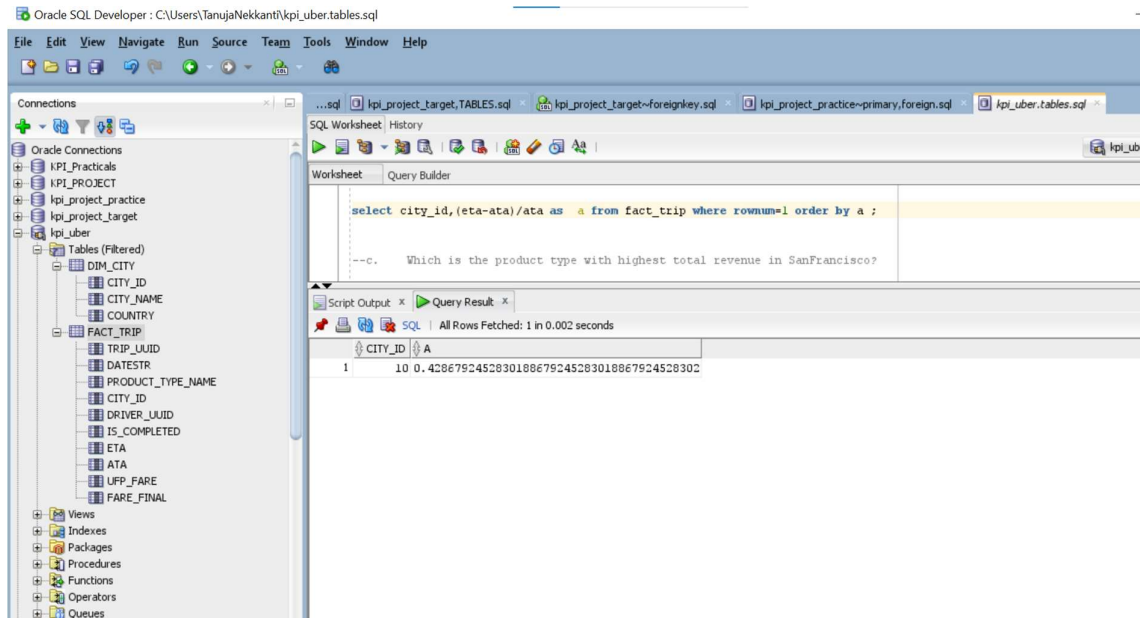 Oracle SQL Developer : C:\Users\TanujaNekkanti\kpi_uber.tables.sql
File Edit View Navigate Run Source Team Tools Window Help
Connections
Oracle Connections
KPI_Practicals
KPI_PROJECT
kpi_project_practice
kpi_project_target
kpi_uber
Tables (Filtered)
DIM_CITY
CITY_ID
CITY_NAME
COUNTRY
FACT_TRIP
TRIP_UUID
DATESTR
PRODUCT_TYPE_NAME
CITY_ID
DRIVER_UUID
IS_COMPLETED
ETA
ATA
UFP_FARE
FARE_FINAL
Views
Indexes
Packages
Procedures
Functions
Operators
Queues
...sql kpi_project_target,TABLES.sql kpi_project_target~foreignkey.sql kpi_project_practice~primary,foreign.sql kpi_uber.tables.sql
SQL Worksheet History
kpi_ub
Worksheet Query Builder
select city_id,(eta-ata)/ata as a from fact_trip where rownum=1 order by a ;
--c. Which is the product type with highest total revenue in SanFrancisco?
Script Output x Query Result x
SQL | All Rows Fetched: 1 in 0.002 seconds
CITY_ID A
1 10 0.4286792452830188679245283018867924528302